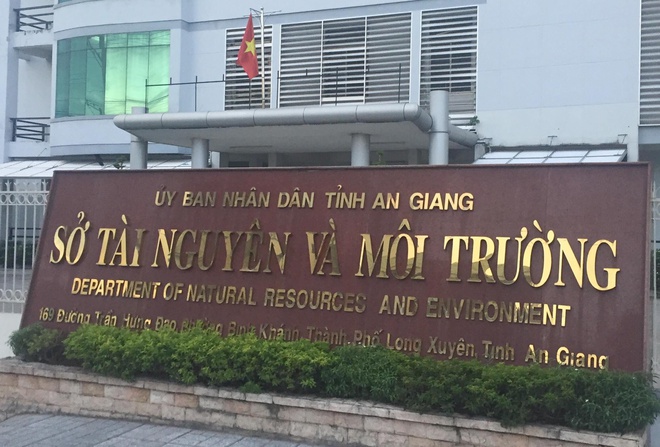 ỦY BAN NHÂN DÂN TỈNH AN GIANG
SỞ TÀI NGUYÊN VÀ MÔI TRƯỜNG
DEPARTMENT OF NATURAL RESOURCES AND ENVIRONMENT
169 Đường Trần Hưng Đạo, Phường Bình Khánh, Thành, Phố Long Xuyên, Tỉnh An Giang